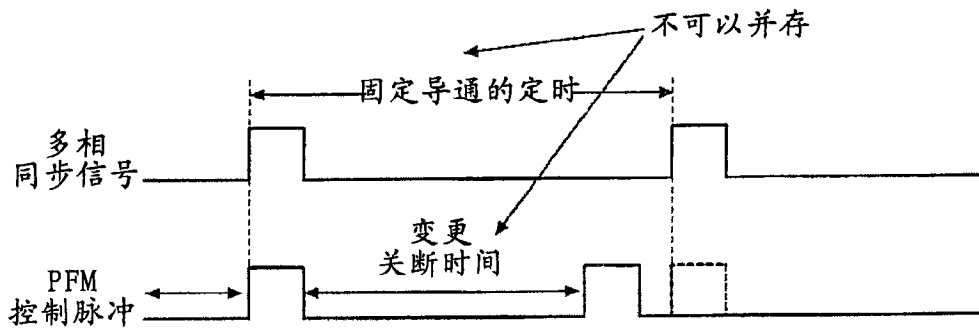 不可以并存
固定导通的定时
多相
同步信号
变更
关断时间
PFM
控制脉冲